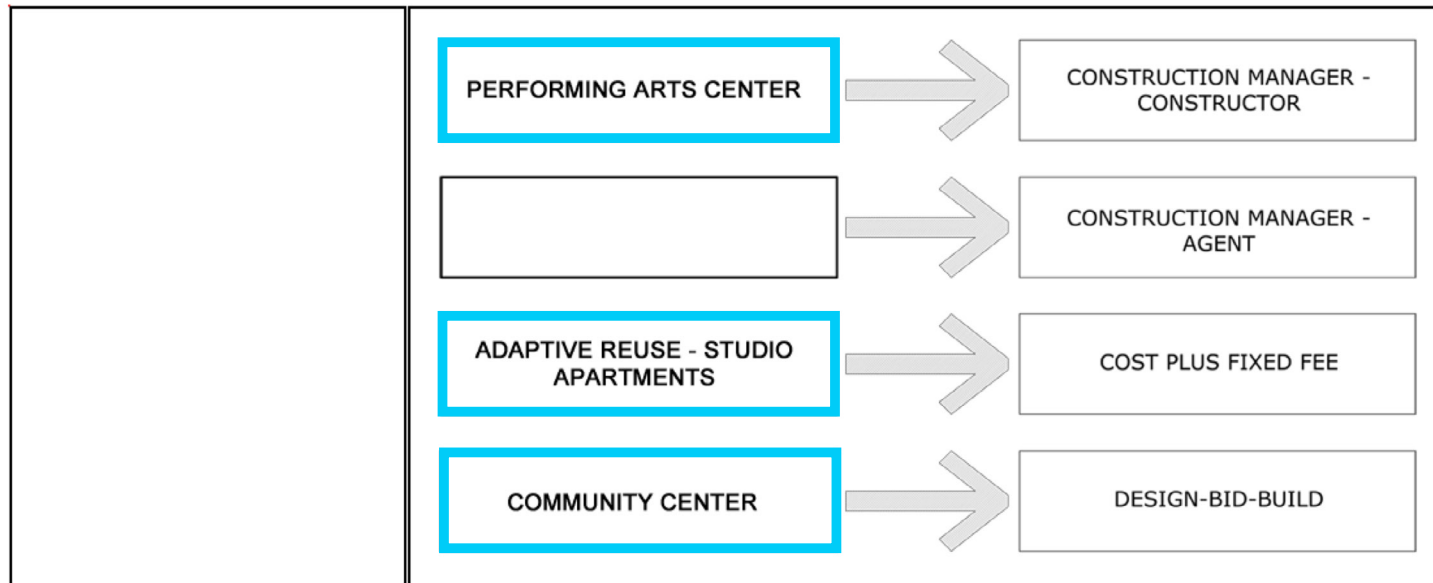 PERFORMING ARTS CENTER
CONSTRUCTION MANAGER -
CONSTRUCTOR
CONSTRUCTION MANAGER -
AGENT
ADAPTIVE REUSE - STUDIO
APARTMENTS
COST PLUS FIXED FEE
COMMUNITY CENTER
DESIGN-BID-BUILD